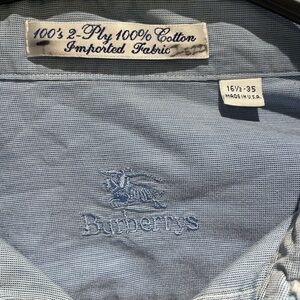 100's 2-Ply 100% Cotton
Imported Fabric
16½-35
MADE IN U.S.A.
Burberrys